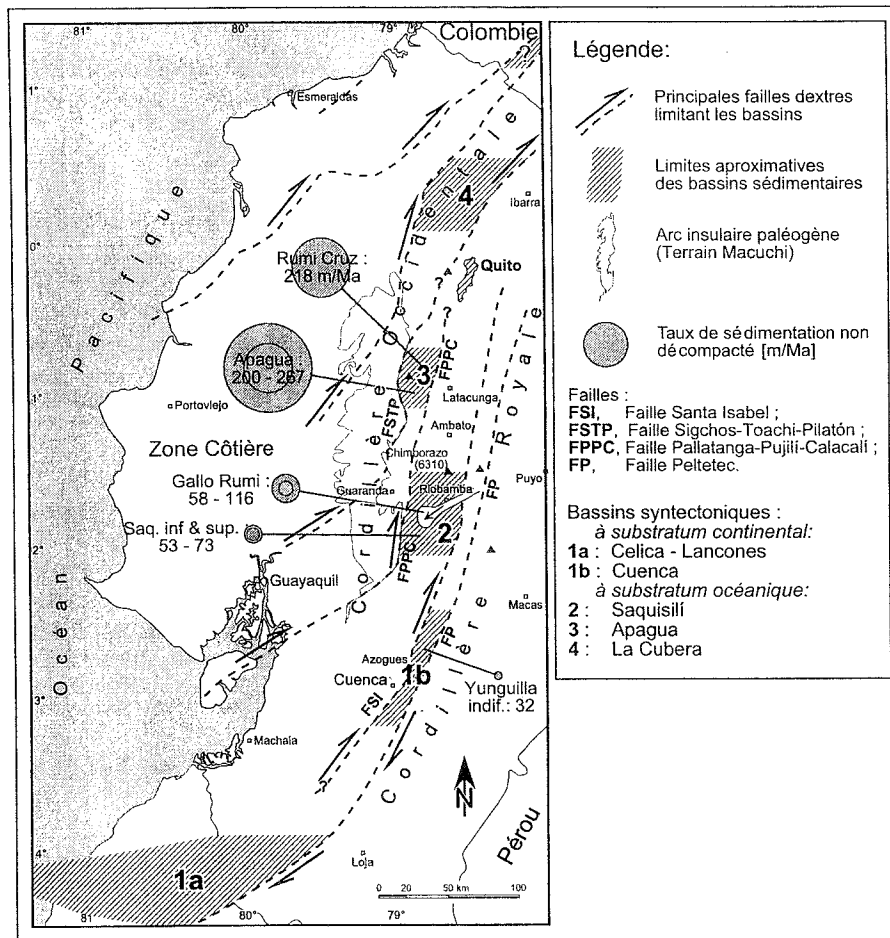 81°
80°
79°
Colombie
?
1°
Esmeraldas
4
Ibarra
Pacifique
0°
Rumi Cruz :
218 m/Ma
Quito
?
?
Apagua :
200 - 267
3
FPPC
Latacunga
1°
Portoviejo
FSTP
Ambato
Zone Côtière
Chimborazo
(6310)
Gallo Rumi :
58 - 116
Guaranda
Riobamba
FP
Puyo
Saq. inf & sup. :
53 - 73
2
2°
FPPC
Cordillère Occidentale
Cordillère Royale
Guayaquil
Macas
Océan
Azogues
FP
Cuenca
1b
Yunguilla
indif.: 32
3°
FSI
Machala
?
N
Pérou
4°
Loja
1a
0 20 50 km 100
81
80°
79°
Légende:
Principales failles dextres
limitant les bassins
Limites aproximatives
des bassins sédimentaires
Arc insulaire paléogène
(Terrain Macuchi)
Taux de sédimentation non
décompacté [m/Ma]
Failles :
FSI, Faille Santa Isabel ;
FSTP, Faille Sigchos-Toachi-Pilatón ;
FPPC, Faille Pallatanga-Pujilí-Calacalí ;
FP, Faille Peltetec.
Bassins syntectoniques :
à substratum continental:
1a : Celica - Lancones
1b : Cuenca
à substratum océanique:
2 : Saquisilí
3 : Apagua
4 : La Cubera